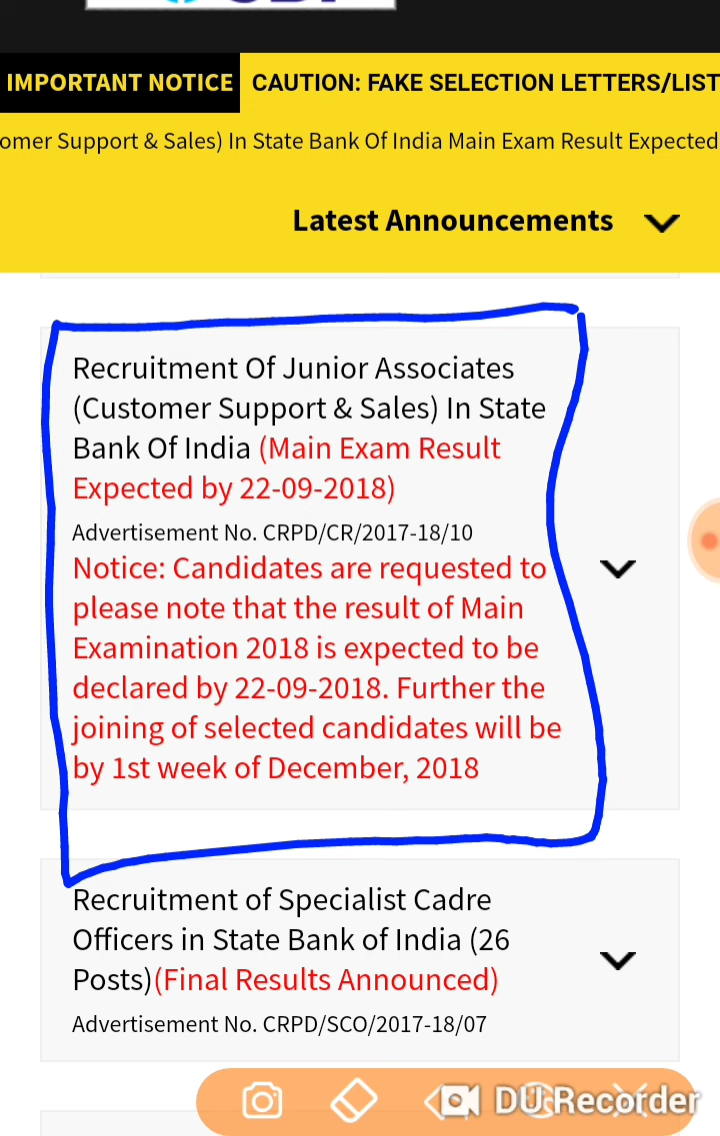 IMPORTANT NOTICE CAUTION: FAKE SELECTION LETTERS/LIST
omer Support & Sales) In State Bank Of India Main Exam Result Expected
Latest Announcements
Recruitment Of Junior Associates
(Customer Support & Sales) In State
Bank Of India (Main Exam Result
Expected by 22-09-2018)
Advertisement No. CRPD/CR/2017-18/10
Notice: Candidates are requested to
please note that the result of Main
Examination 2018 is expected to be
declared by 22-09-2018. Further the
joining of selected candidates will be
by 1st week of December, 2018
Recruitment of Specialist Cadre
Officers in State Bank of India (26
Posts)(Final Results Announced)
Advertisement No. CRPD/SCO/2017-18/07
DU Recorder